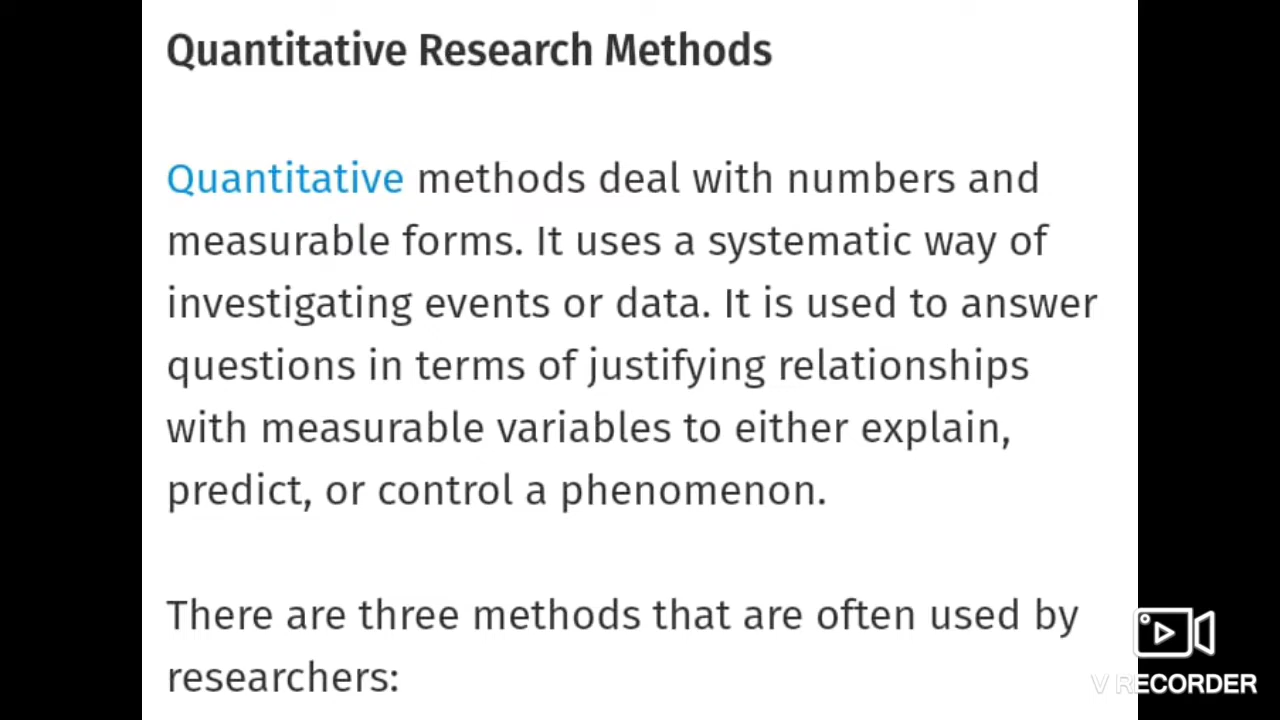 Quantitative Research Methods
Quantitative methods deal with numbers and
measurable forms. It uses a systematic way of
investigating events or data. It is used to answer
questions in terms of justifying relationships
with measurable variables to either explain,
predict, or control a phenomenon.
There are three methods that are often used by
researchers:
V RECORDER